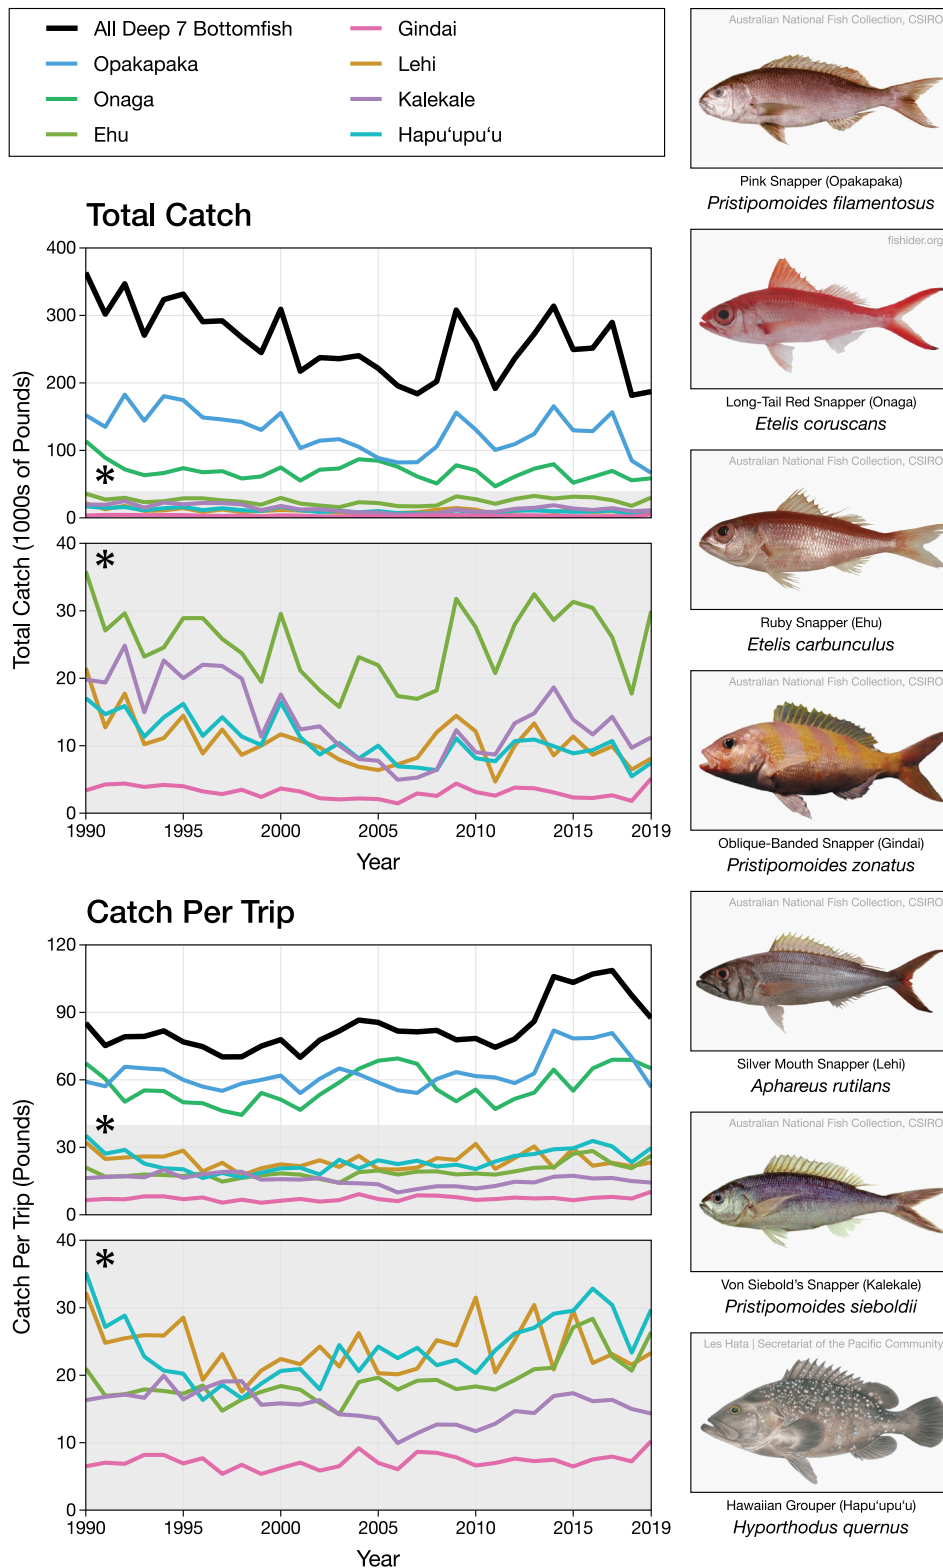 All Deep 7 Bottomfish
Opakapaka
Onaga
Ehu
Gindai
Lehi
Kalekale
Hapu‘upu‘u
Total Catch
Total Catch (1000s of Pounds)
400
300
200
100
0
*
40
30
20
10
0
*
1990
1995
2000
2005
2010
2015
2019
Year
Catch Per Trip
Catch Per Trip (Pounds)
120
90
60
30
0
*
40
30
20
10
0
*
1990
1995
2000
2005
2010
2015
2019
Year
Australian National Fish Collection, CSIRO
Pink Snapper (Opakapaka)
Pristipomoides filamentosus
fishider.org
Long-Tail Red Snapper (Onaga)
Etelis coruscans
Australian National Fish Collection, CSIRO
Ruby Snapper (Ehu)
Etelis carbunculus
Australian National Fish Collection, CSIRO
Oblique-Banded Snapper (Gindai)
Pristipomoides zonatus
Australian National Fish Collection, CSIRO
Silver Mouth Snapper (Lehi)
Aphareus rutilans
Australian National Fish Collection, CSIRO
Von Siebold’s Snapper (Kalekale)
Pristipomoides sieboldii
Les Hata | Secretariat of the Pacific Community
Hawaiian Grouper (Hapu‘upu‘u)
Hyporthodus quernus